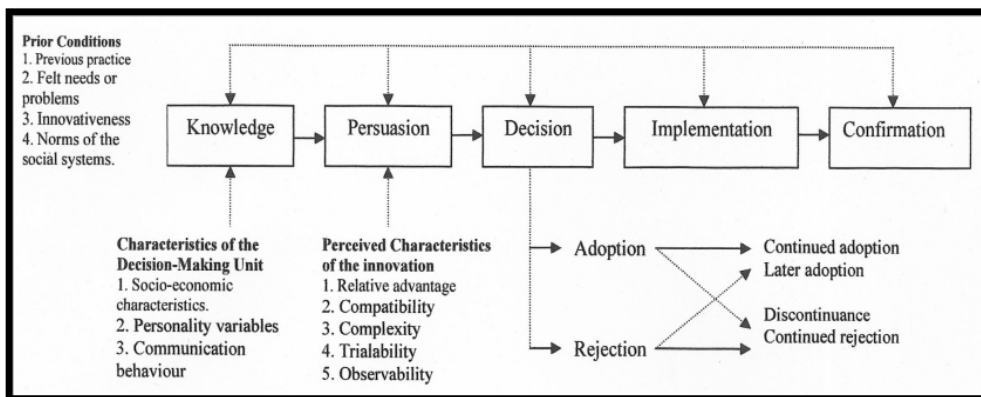 Prior Conditions
1. Previous practice
2. Felt needs or
problems
3. Innovativeness
4. Norms of the
social systems.
Knowledge
Persuasion
Decision
Implementation
Confirmation
Characteristics of the
Decision-Making Unit
1. Socio-economic
characteristics.
2. Personality variables
3. Communication
behaviour
Perceived Characteristics
of the innovation
1. Relative advantage
2. Compatibility
3. Complexity
4. Trialability
5. Observability
Adoption
Rejection
Continued adoption
Later adoption
Discontinuance
Continued rejection